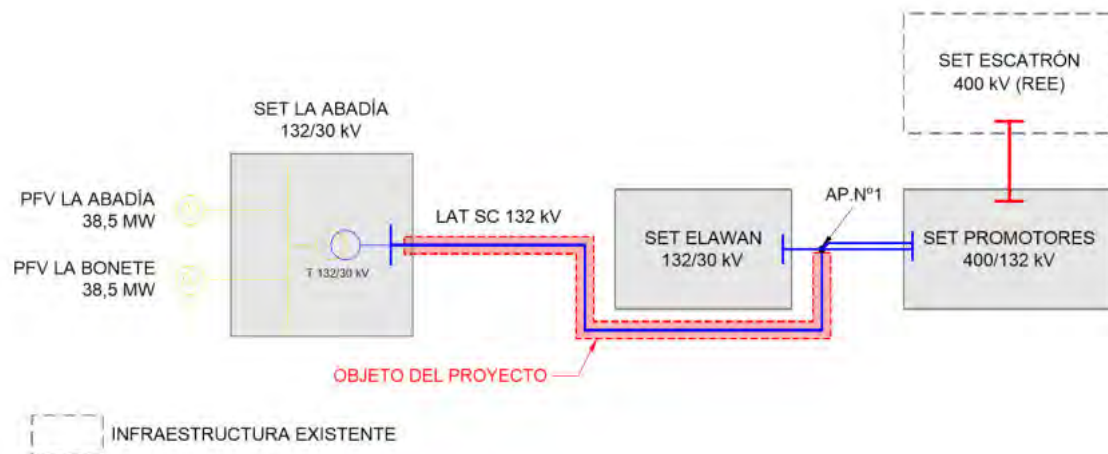 SET ESCATRÓN
400 kV (REE)
SET LA ABADÍA
132/30 kV
PFV LA ABADÍA
38,5 MW
LAT SC 132 kV
AP.Nº1
SET ELAWAN
132/30 kV
SET PROMOTORES
400/132 kV
PFV LA BONETE
38,5 MW
T 132/30 kV
OBJETO DEL PROYECTO
INFRAESTRUCTURA EXISTENTE